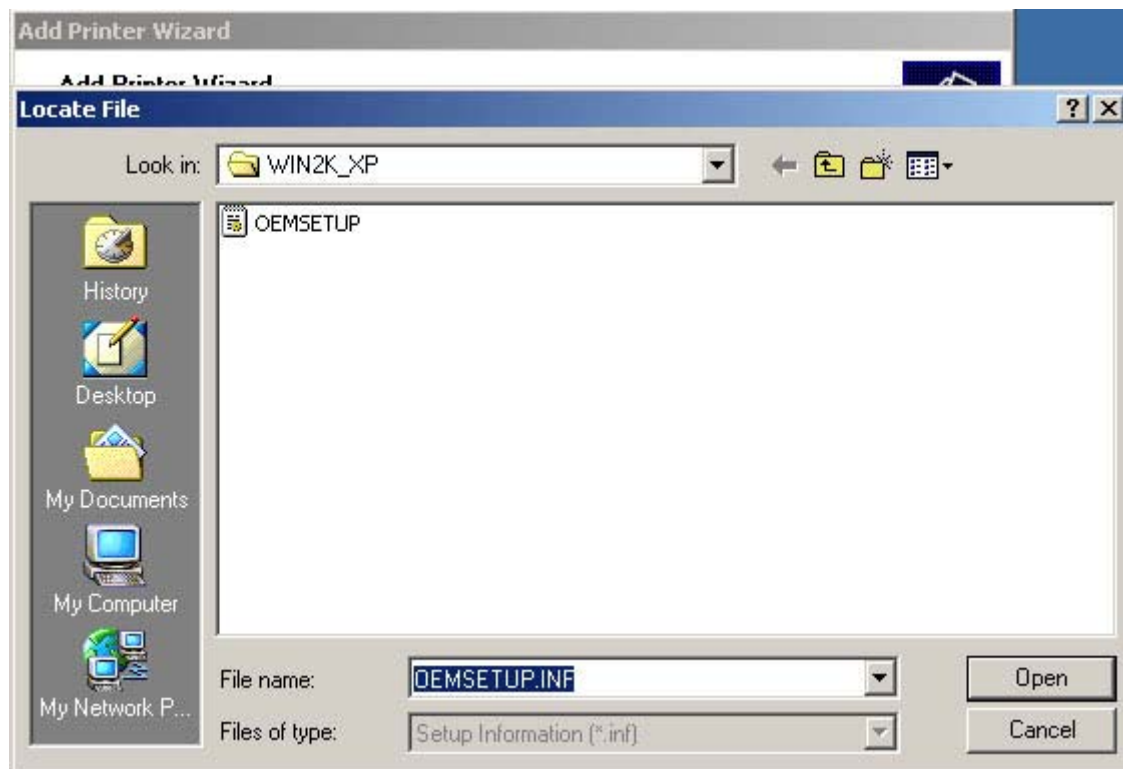 Add Printer Wizard
Add Printer Wizard
Locate File
Look in: WIN2K_XP
OEMSETUP
History
Desktop
My Documents
My Computer
My Network P...
File name: OEMSETUP.INF Open
Files of type: Setup Information (*.inf) Cancel